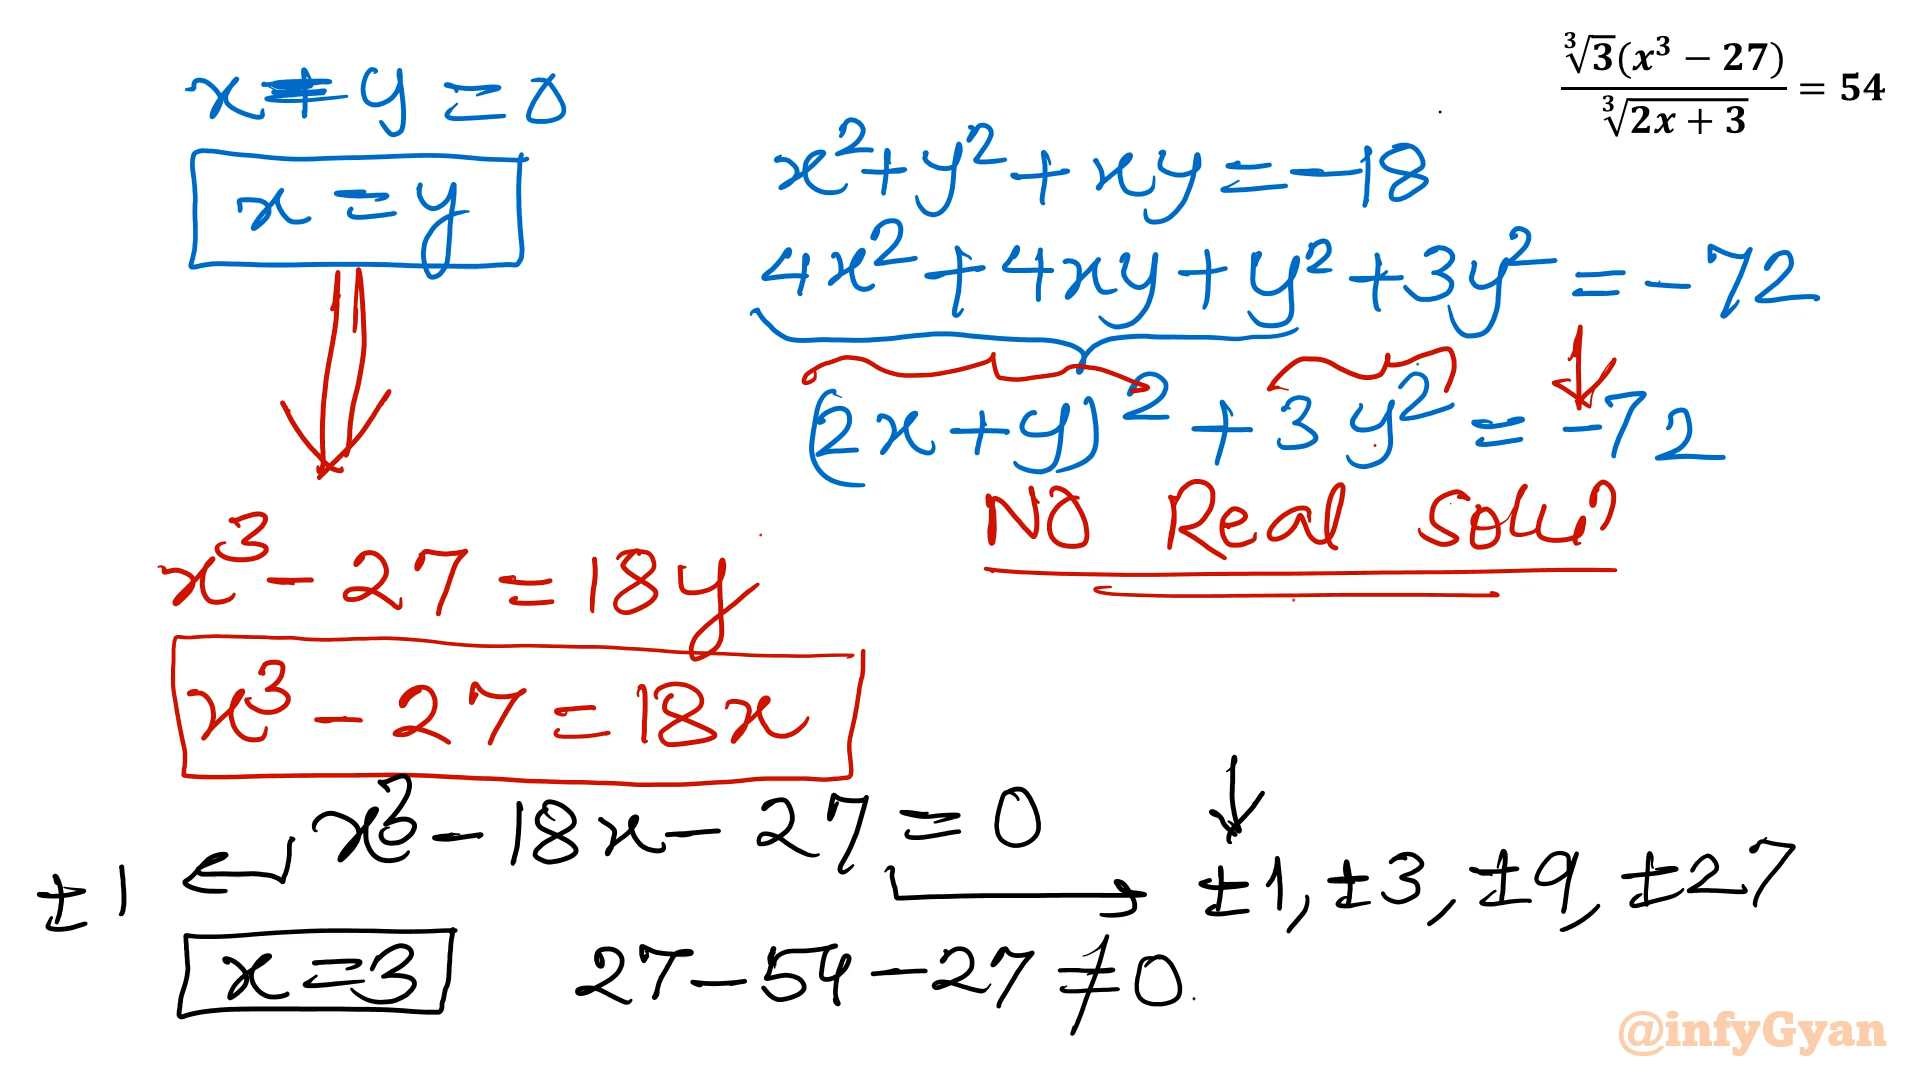 ∛3(x³ − 27) / ∛(2x + 3) = 54
x − y = 0
x = y
x² + y² + xy = −18
4x² + 4xy + y² + 3y² = −72
(2x + y)² + 3y² = −72
NO Real Soluⁿ
x³ − 27 = 18y
x³ − 27 = 18x
x³ − 18x − 27 = 0
±1
±1, ±3, ±9, ±27
x = 3
27 − 54 − 27 ≠ 0
@infyGyan